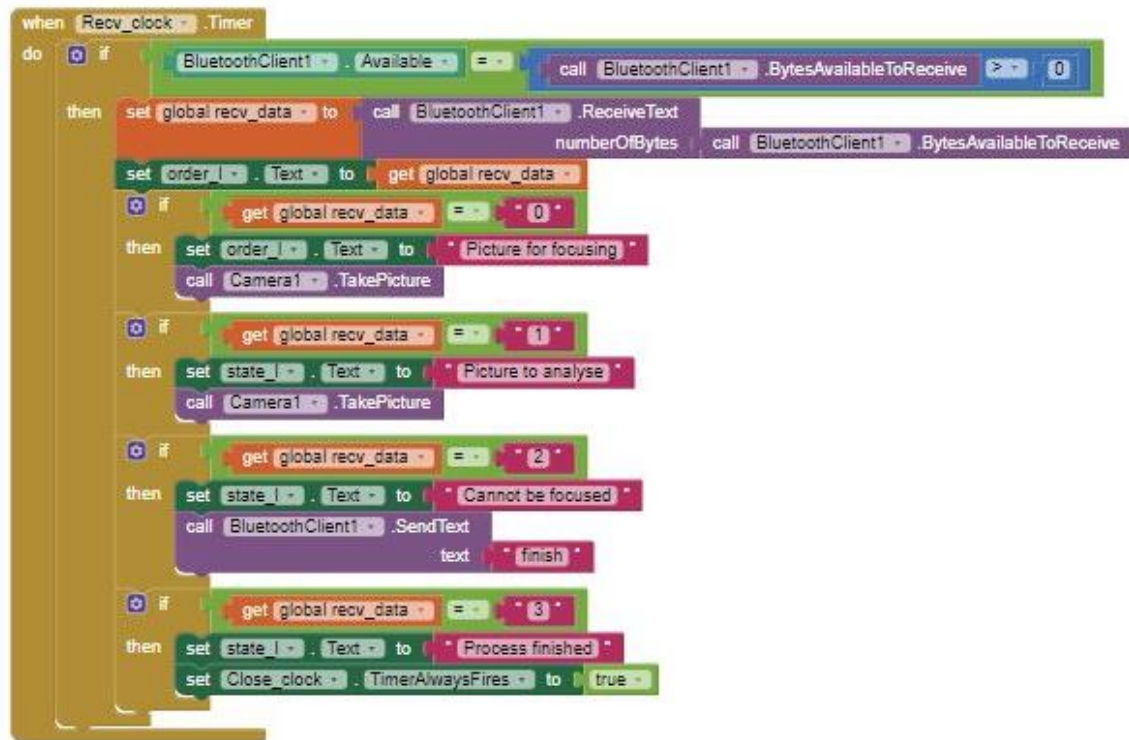 when Recv_clock .Timer
do if BluetoothClient1 . Available = call BluetoothClient1 .BytesAvailableToReceive > 0
then set global recv_data to call BluetoothClient1 .ReceiveText
numberOfBytes call BluetoothClient1 .BytesAvailableToReceive
set order_l . Text to get global recv_data
if get global recv_data = " 0 "
then set order_l . Text to " Picture for focusing "
call Camera1 .TakePicture
if get global recv_data = " 1 "
then set state_l . Text to " Picture to analyse "
call Camera1 .TakePicture
if get global recv_data = " 2 "
then set state_l . Text to " Cannot be focused "
call BluetoothClient1 .SendText
text " finish "
if get global recv_data = " 3 "
then set state_l . Text to " Process finished "
set Close_clock . TimerAlwaysFires to true